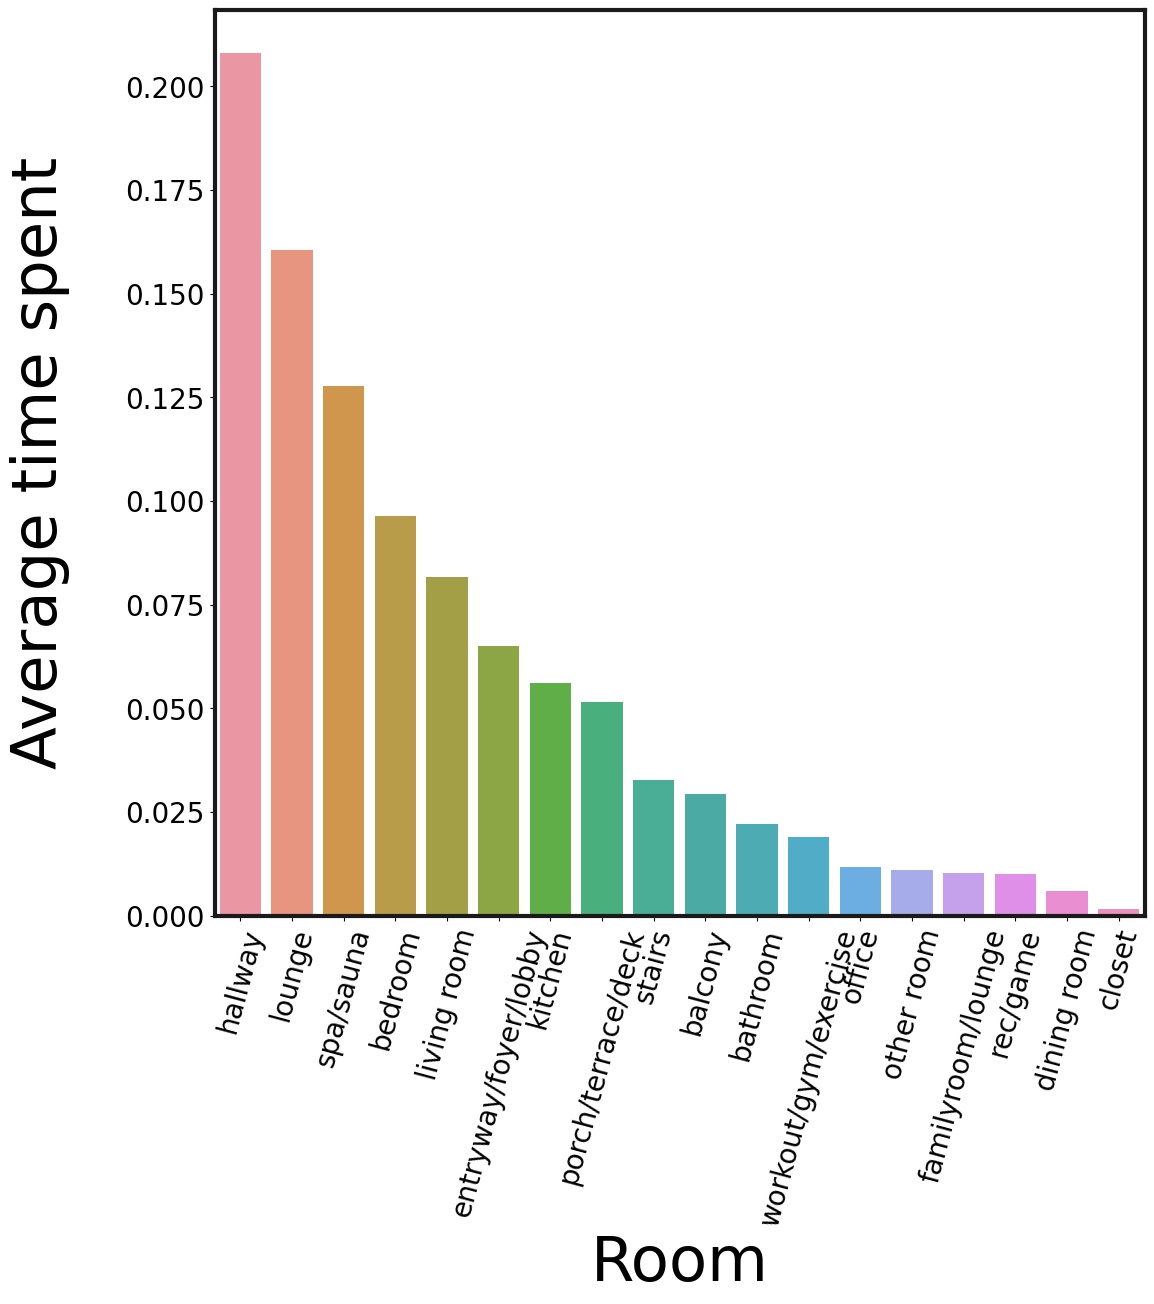 Average time spent
0.200
0.175
0.150
0.125
0.100
0.075
0.050
0.025
0.000
hallway
lounge
spa/sauna
bedroom
living room
entryway/foyer/lobby
kitchen
porch/terrace/deck
stairs
balcony
bathroom
workout/gym/exercise
office
other room
familyroom/lounge
rec/game
dining room
closet
Room